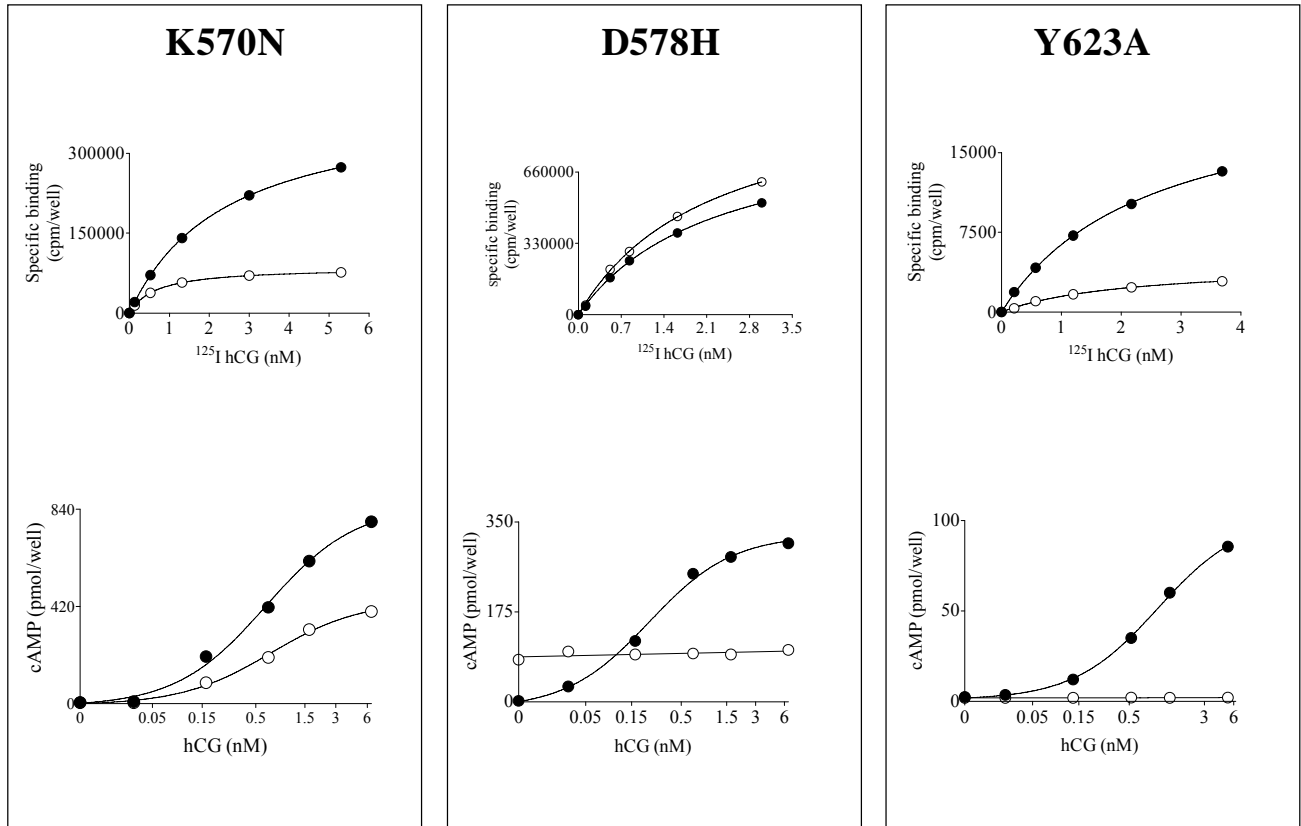 K570N
300000
150000
0
Specific binding
(cpm/well)
0 1 2 3 4 5 6
¹²⁵I hCG (nM)
840
420
0
cAMP (pmol/well)
0 0.05 0.15 0.5 1.5 3 6
hCG (nM)
D578H
660000
330000
0
specific binding
(cpm/well)
0.0 0.7 1.4 2.1 2.8 3.5
¹²⁵I hCG (nM)
350
175
0
cAMP (pmol/well)
0 0.05 0.15 0.5 1.5 3 6
hCG (nM)
Y623A
15000
7500
0
Specific binding
(cpm/well)
0 1 2 3 4
¹²⁵I hCG (nM)
100
50
0
cAMP (pmol/well)
0 0.05 0.15 0.5 3 6
hCG (nM)